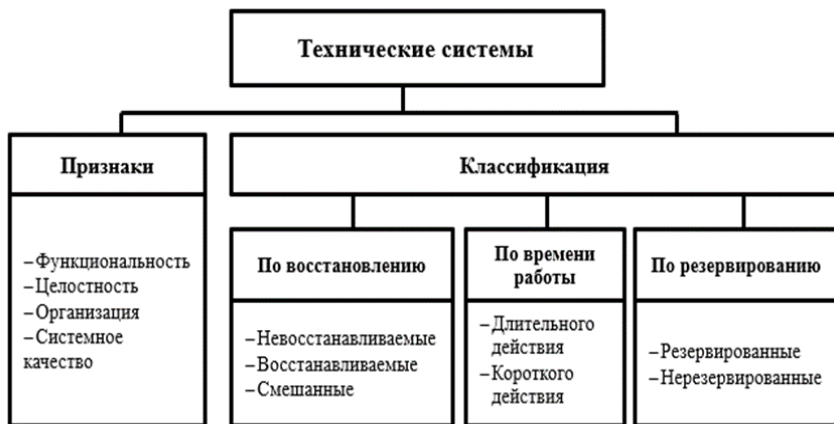 Технические системы
Признаки
Классификация
–Функциональность
–Целостность
–Организация
–Системное
качество
По восстановлению
–Невосстанавливаемые
–Восстанавливаемые
–Смешанные
По времени
работы
–Длительного
действия
–Короткого
действия
По резервированию
–Резервированные
–Нерезервированные